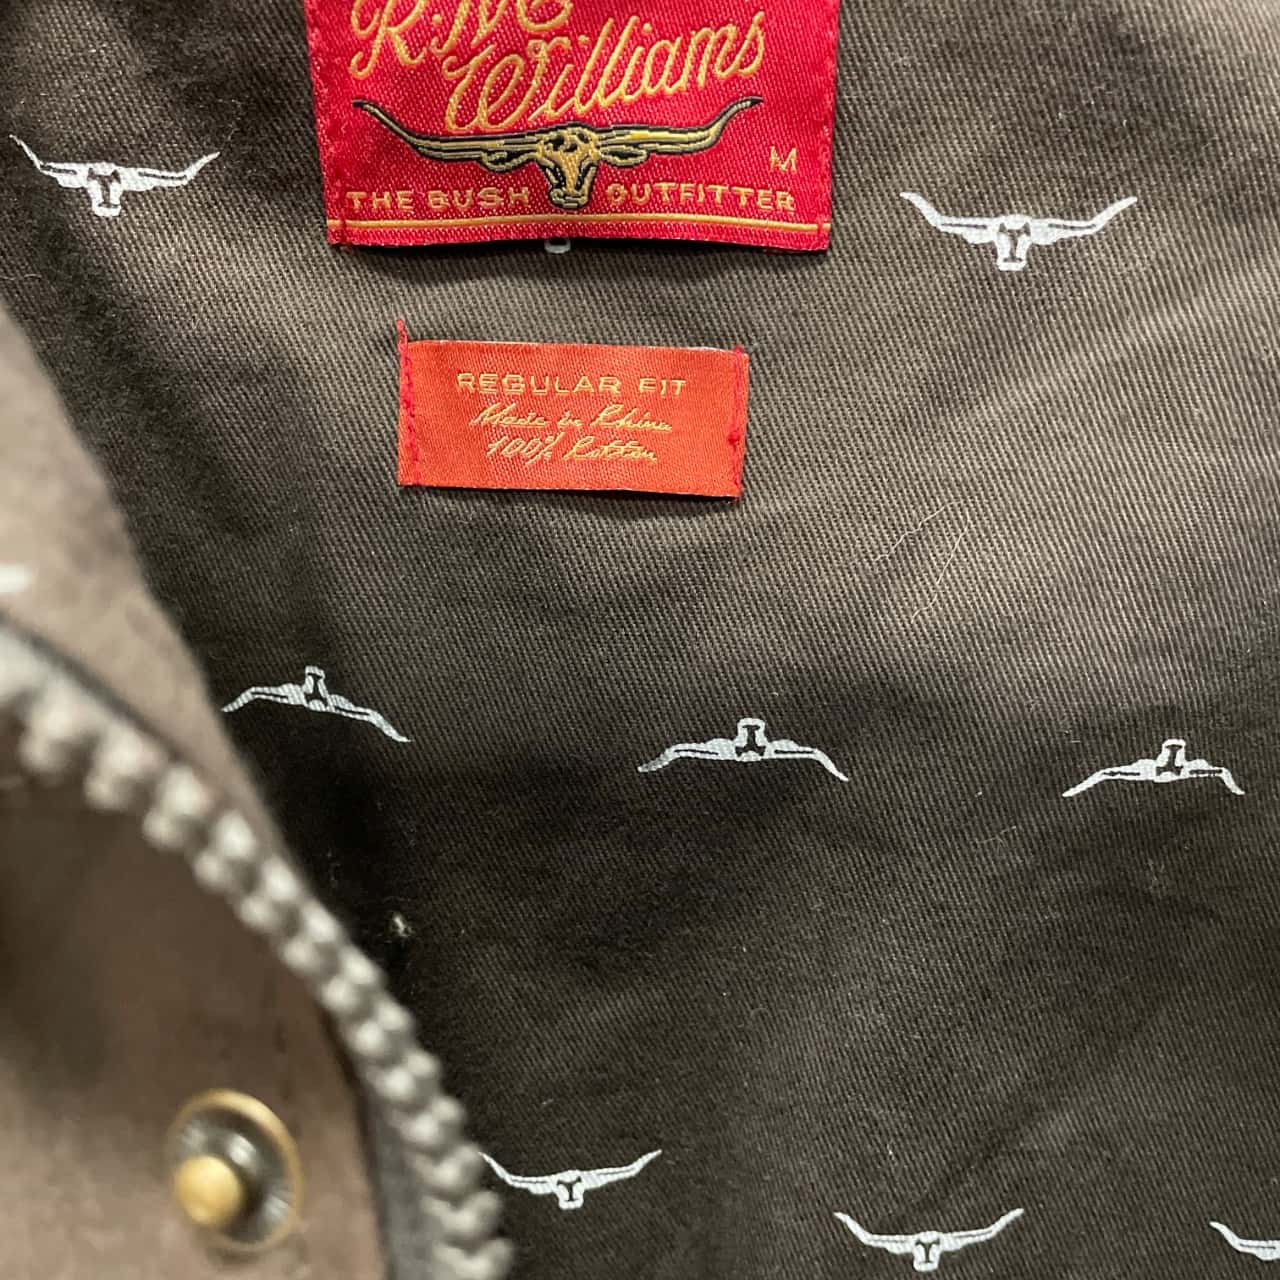 R.M.
Williams
M
THE BUSH OUTFITTER
REGULAR FIT
Made in China
100% Cotton